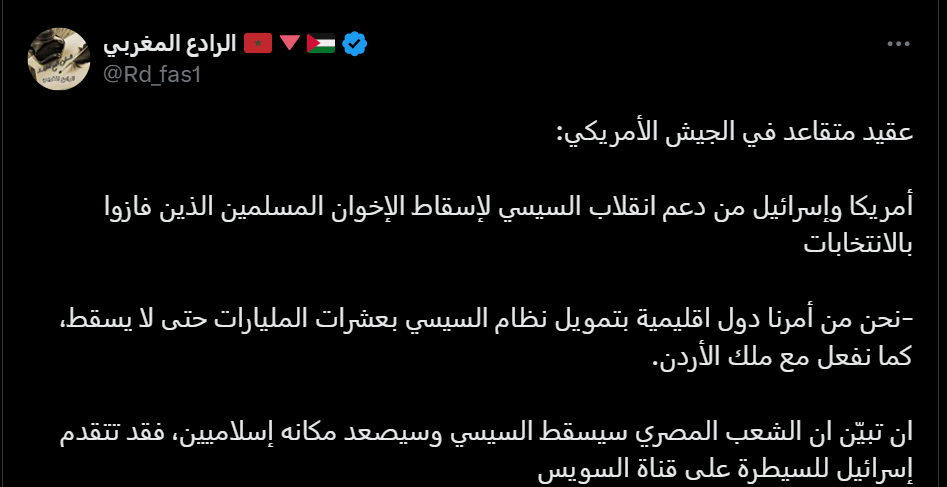 الرادع المغربي
@Rd_fas1
عقيد متقاعد في الجيش الأمريكي:
أمريكا وإسرائيل من دعم انقلاب السيسي لإسقاط الإخوان المسلمين الذين فازوا
بالانتخابات
-نحن من أمرنا دول اقليمية بتمويل نظام السيسي بعشرات المليارات حتى لا يسقط،
كما نفعل مع ملك الأردن.
ان تبيّن ان الشعب المصري سيسقط السيسي وسيصعد مكانه إسلاميين، فقد تتقدم
إسرائيل للسيطرة على قناة السويس